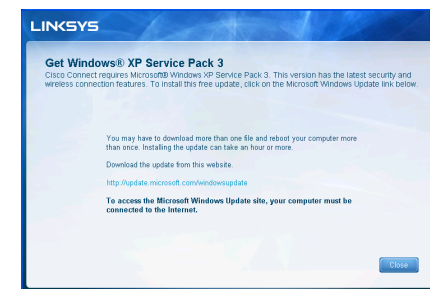 LINKSYS
Get Windows® XP Service Pack 3
Cisco Connect requires Microsoft® Windows XP Service Pack 3. This version has the latest security and
wireless connection features. To install this free update, click on the Microsoft Windows Update link below.
You may have to download more than one file and reboot your computer more
than once. Installing the update can take an hour or more.
Download the update from this website.
http://update.microsoft.com/windowsupdate
To access the Microsoft Windows Update site, your computer must be
connected to the Internet.
Close